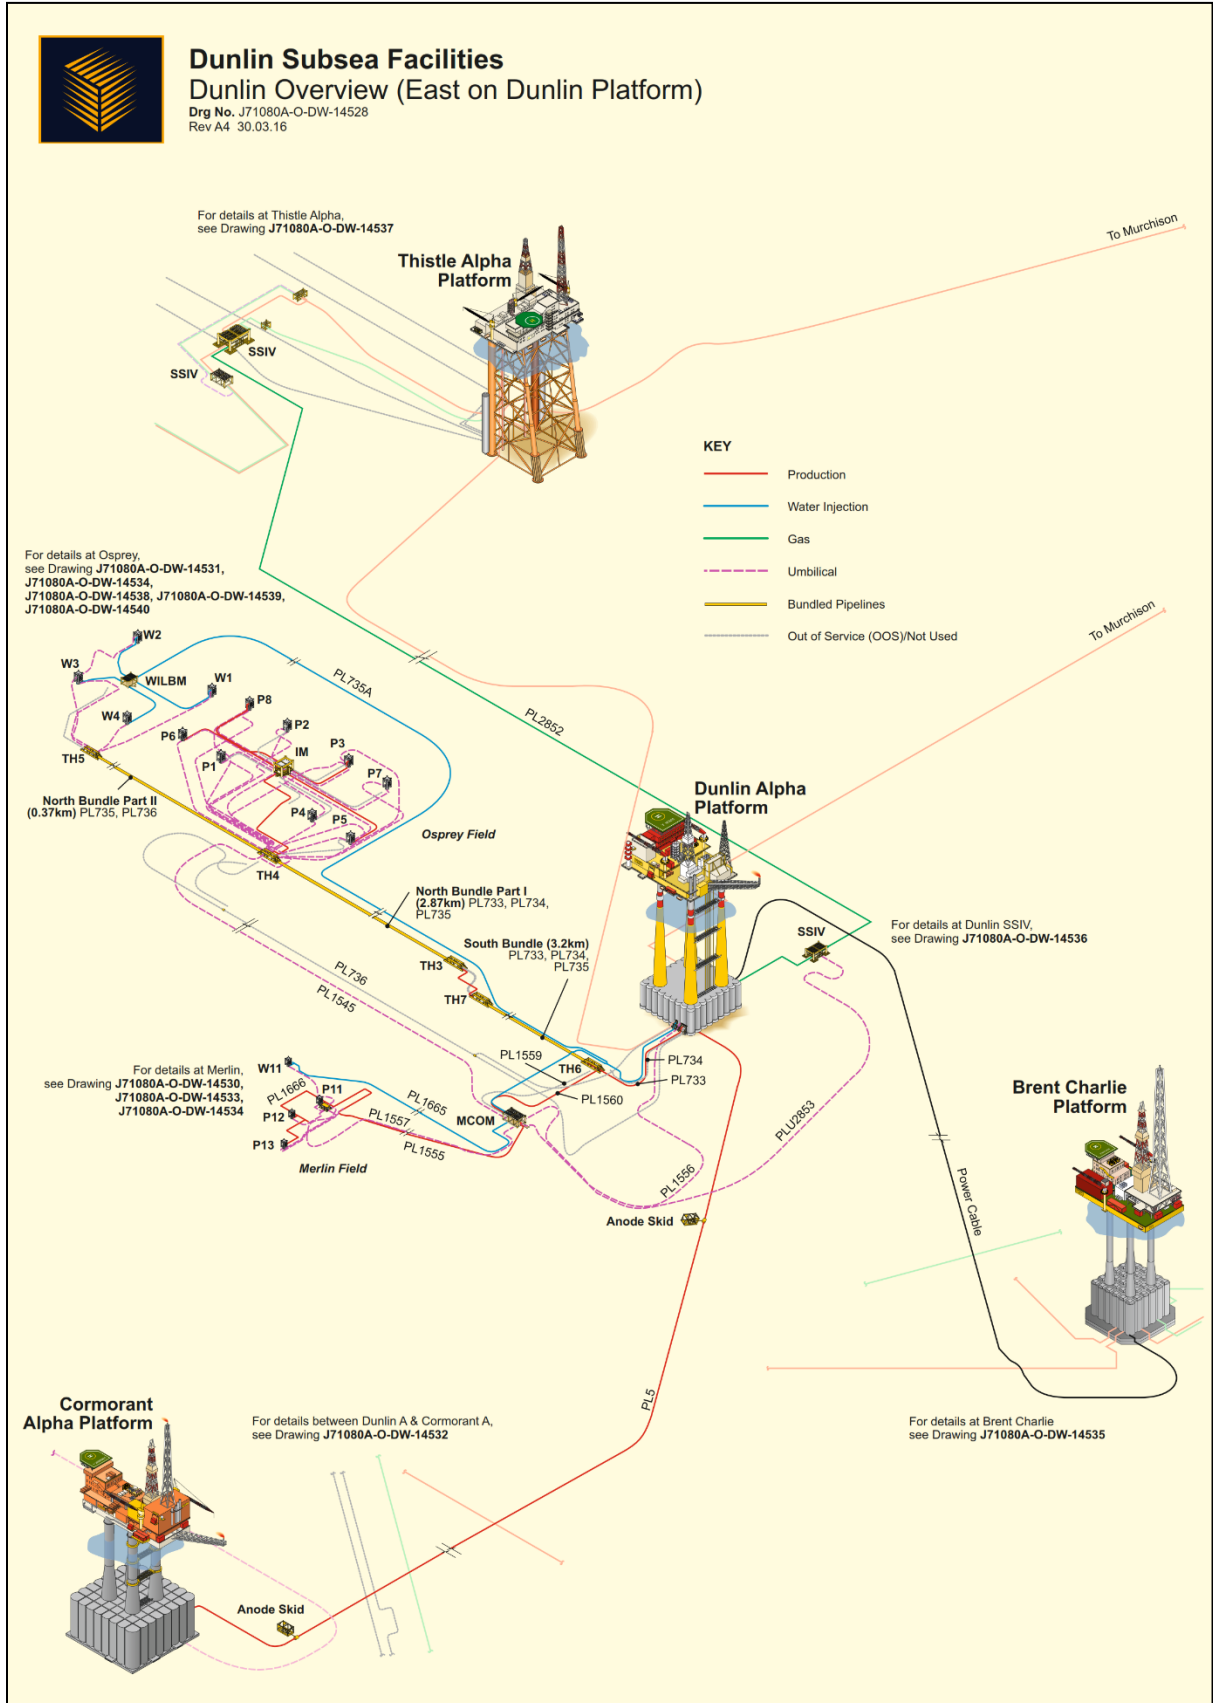 Dunlin Subsea Facilities
Dunlin Overview (East on Dunlin Platform)
Drg No. J71080A-O-DW-14528
Rev A4 30.03.16
For details at Thistle Alpha,
see Drawing J71080A-O-DW-14537
Thistle Alpha
Platform
To Murchison
SSIV
SSIV
KEY
Production
Water Injection
Gas
Umbilical
Bundled Pipelines
Out of Service (OOS)/Not Used
For details at Osprey,
see Drawing J71080A-O-DW-14531,
J71080A-O-DW-14534,
J71080A-O-DW-14538, J71080A-O-DW-14539,
J71080A-O-DW-14540
To Murchison
W2
W3
WILBM
W1
W4
P8
P2
P6
IM
P3
P1
P7
P4
P5
TH5
TH4
PL735A
PL2852
North Bundle Part II
(0.37km) PL735, PL736
Osprey Field
Dunlin Alpha
Platform
North Bundle Part I
(2.87km) PL733, PL734,
PL735
South Bundle (3.2km)
PL733, PL734,
PL735
TH3
TH7
SSIV
For details at Dunlin SSIV,
see Drawing J71080A-O-DW-14536
PL736
PL1545
PL1559
TH6
PL734
PL733
PL1560
For details at Merlin,
see Drawing J71080A-O-DW-14530,
J71080A-O-DW-14533,
J71080A-O-DW-14534
W11
P11
PL1666
P12
P13
PL1665
PL1557
PL1555
MCOM
Merlin Field
PL1556
PLU2853
Anode Skid
Power Cable
Brent Charlie
Platform
PL5
Cormorant
Alpha Platform
For details between Dunlin A & Cormorant A,
see Drawing J71080A-O-DW-14532
For details at Brent Charlie
see Drawing J71080A-O-DW-14535
Anode Skid